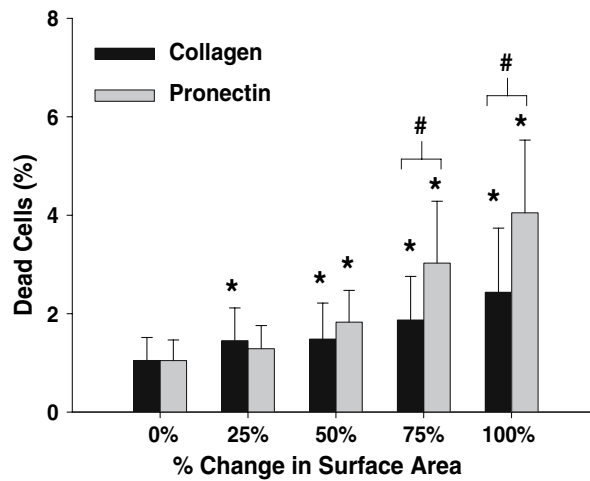 8
6
4
2
0
Dead Cells (%)
Collagen
Pronectin
*
* *
# * *
# * *
0% 25% 50% 75% 100%
% Change in Surface Area